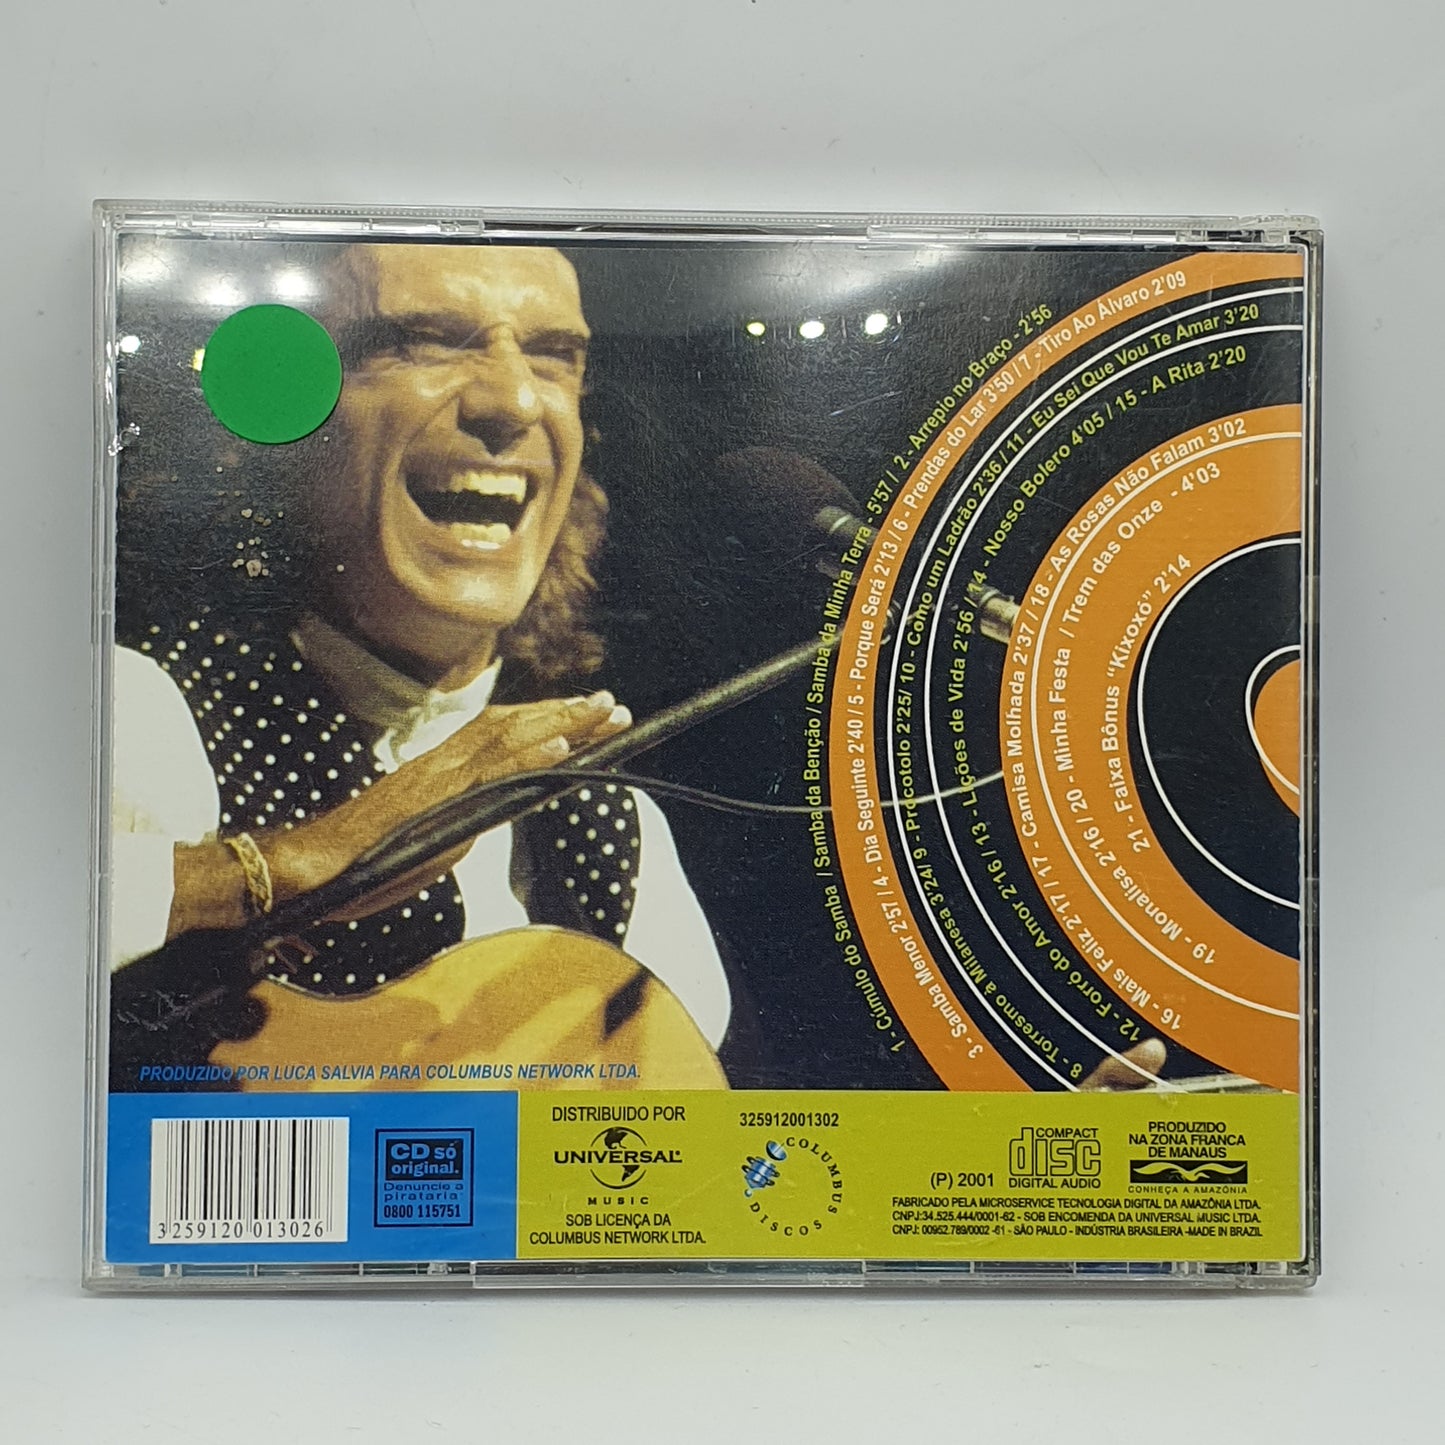 1 - Cúmulo do Samba / Samba da Benção / Samba da Minha Terra - 5'57 / 2 - Arrepio no Braço - 2'56
3 - Samba Menor 2'57 / 4 - Dia Seguinte 2'40 / 5 - Porque Será 2'13 / 6 - Prendas do Lar 3'50 / 7 - Tiro Ao Álvaro 2'09
8 - Torresmo à Milanesa 3'24/ 9 - Procotolo 2'25/ 10 - Como um Ladrão 2'36 / 11 - Eu Sei Que Vou Te Amar 3'20
12 - Forró do Amor 2'16 / 13 - Lições de Vida 2'56 / 14 - Nosso Bolero 4'05 / 15 - A Rita 2'20
16 - Mais Feliz 2'17 / 17 - Camisa Molhada 2'37 / 18 - As Rosas Não Falam 3'02
19 - Monalisa 2'16 / 20 - Minha Festa / Trem das Onze - 4'03
21 - Faixa Bônus "Kixoxó" 2'14
PRODUZIDO POR LUCA SALVIA PARA COLUMBUS NETWORK LTDA.
3259120013026
CD só
original.
Denuncie a
pirataria
0800 115751
DISTRIBUIDO POR
UNIVERSAL
MUSIC
SOB LICENÇA DA
COLUMBUS NETWORK LTDA.
325912001302
COLUMBUS DISCOS
(P) 2001
COMPACT
disc
DIGITAL AUDIO
PRODUZIDO
NA ZONA FRANCA
DE MANAUS
CONHEÇA A AMAZÔNIA
FABRICADO PELA MICROSERVICE TECNOLOGIA DIGITAL DA AMAZÔNIA LTDA.
CNPJ:34.525.444/0001-62 - SOB ENCOMENDA DA UNIVERSAL MUSIC LTDA.
CNPJ: 00952.789/0002 -61 - SÃO PAULO - INDÚSTRIA BRASILEIRA -MADE IN BRAZIL